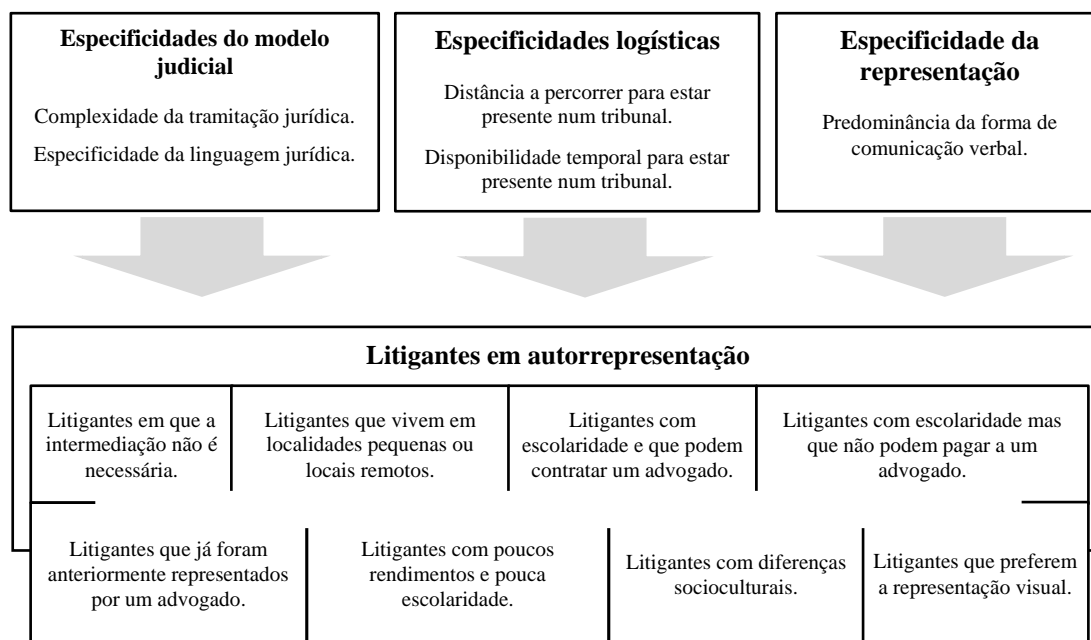 Especificidades do modelo
judicial
Complexidade da tramitação jurídica.
Especificidade da linguagem jurídica.
Especificidades logísticas
Distância a percorrer para estar
presente num tribunal.
Disponibilidade temporal para estar
presente num tribunal.
Especificidade da
representação
Predominância da forma de
comunicação verbal.
Litigantes em autorrepresentação
Litigantes em que a
intermediação não é
necessária.
Litigantes que vivem em
localidades pequenas ou
locais remotos.
Litigantes com
escolaridade e que podem
contratar um advogado.
Litigantes com escolaridade mas
que não podem pagar a um
advogado.
Litigantes que já foram
anteriormente representados
por um advogado.
Litigantes com poucos
rendimentos e pouca
escolaridade.
Litigantes com diferenças
socioculturais.
Litigantes que preferem
a representação visual.